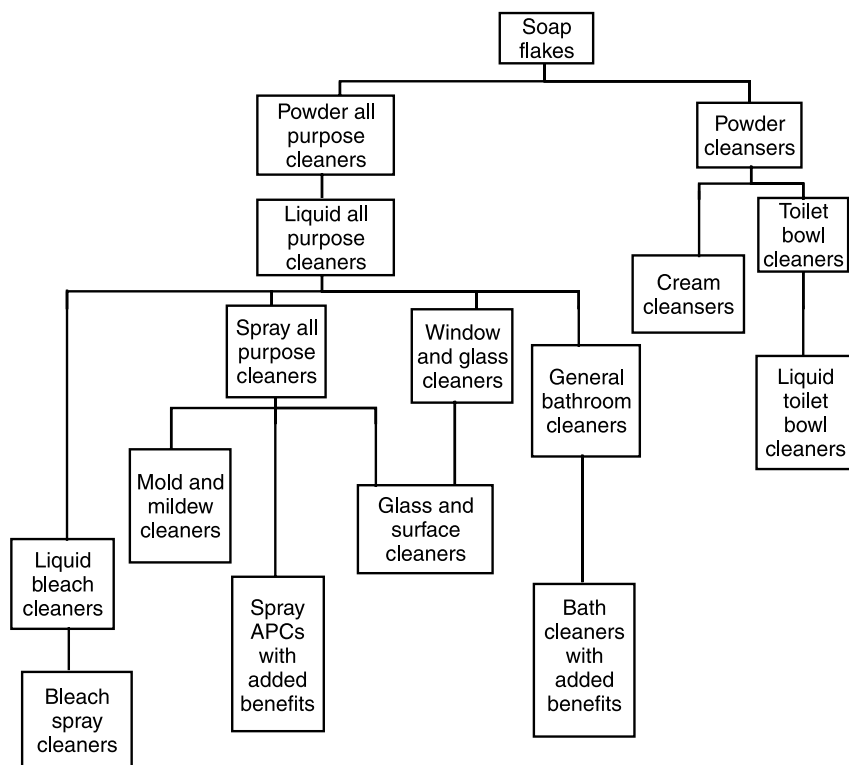 Soap
flakes
Powder all
purpose
cleaners
Powder
cleansers
Liquid all
purpose
cleaners
Toilet
bowl
cleaners
Cream
cleansers
Spray all
purpose
cleaners
Window
and glass
cleaners
General
bathroom
cleaners
Liquid
toilet
bowl
cleaners
Mold and
mildew
cleaners
Glass and
surface
cleaners
Liquid
bleach
cleaners
Spray
APCs
with
added
benefits
Bath
cleaners
with
added
benefits
Bleach
spray
cleaners